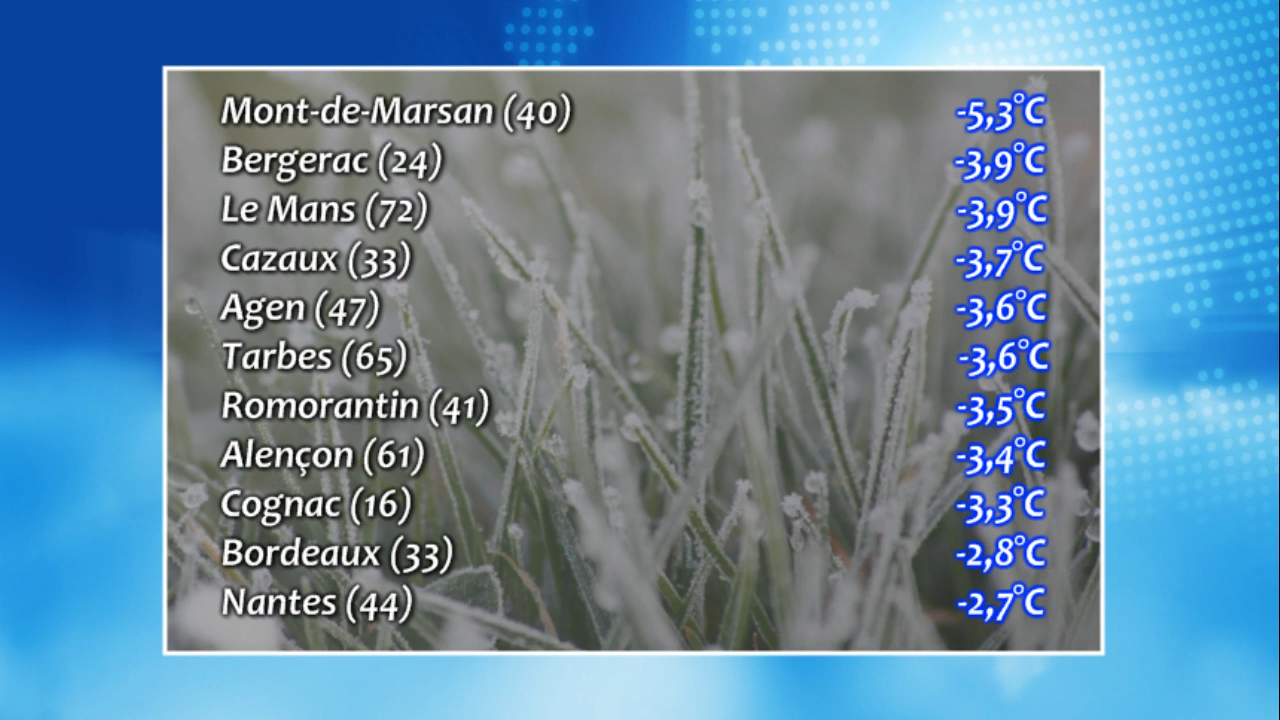 Mont-de-Marsan (40) -5,3°C
Bergerac (24) -3,9°C
Le Mans (72) -3,9°C
Cazaux (33) -3,7°C
Agen (47) -3,6°C
Tarbes (65) -3,6°C
Romorantin (41) -3,5°C
Alençon (61) -3,4°C
Cognac (16) -3,3°C
Bordeaux (33) -2,8°C
Nantes (44) -2,7°C